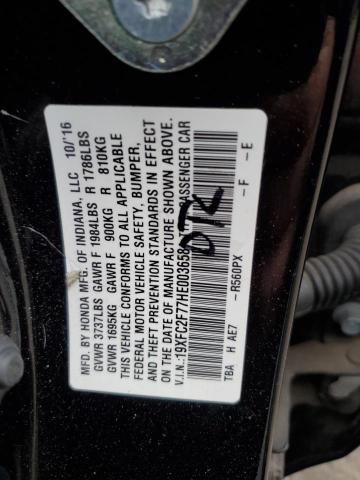 MFD. BY HONDA MFG. OF INDIANA, LLC 10/'16
GVWR 3737LBS GAWR F 1984LBS R 1786LBS
GVWR 1695KG GAWR F 900KG R 810KG
THIS VEHICLE CONFORMS TO ALL APPLICABLE
FEDERAL MOTOR VEHICLE SAFETY, BUMPER,
AND THEFT PREVENTION STANDARDS IN EFFECT
ON THE DATE OF MANUFACTURE SHOWN ABOVE.
V.I.N.:19XFC2F77HE003658 PASSENGER CAR
DTR
TBA H AE7 -R560PX -F -E